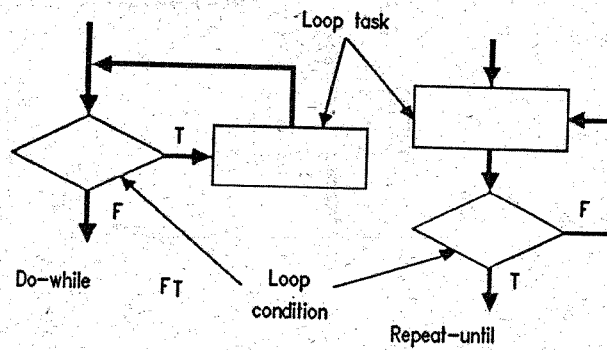 Loop task
T
F
F
Do-while
FT
Loop
condition
T
Repeat-until